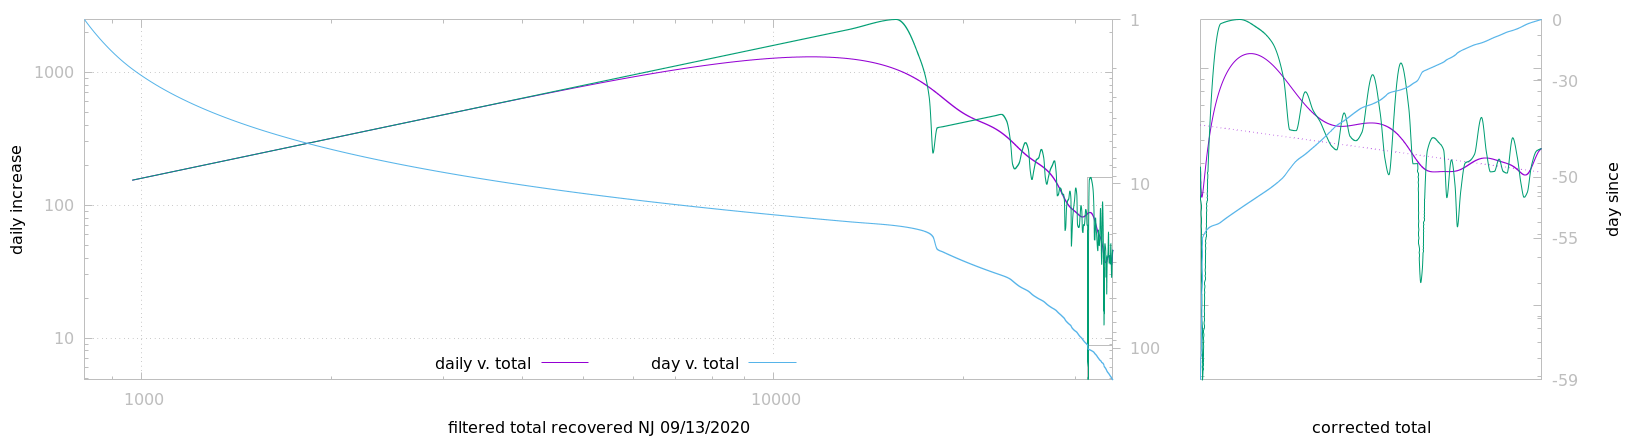 daily increase
1000
100
10
daily v. total
day v. total
1000
10000
filtered total recovered NJ 09/13/2020
1
10
100
0
-30
-50
-55
-59
day since
corrected total